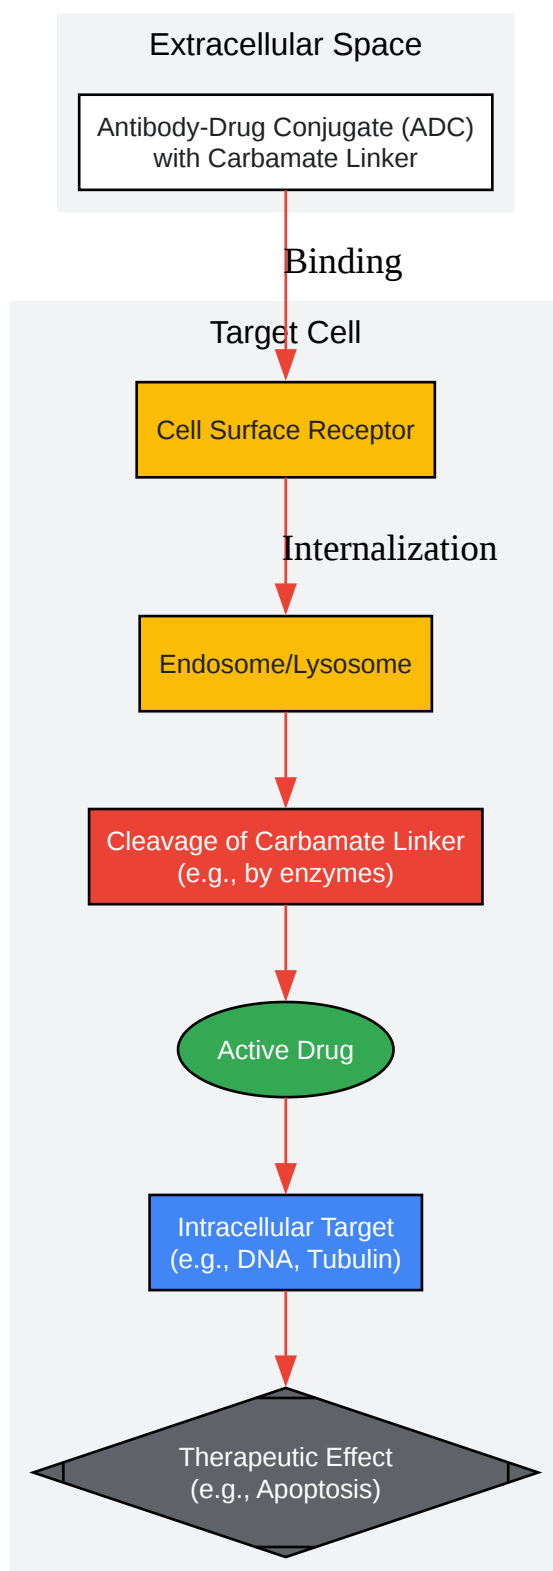 Extracellular Space
Antibody-Drug Conjugate (ADC)
with Carbamate Linker
Binding
Target Cell
Cell Surface Receptor
Internalization
Endosome/Lysosome
Cleavage of Carbamate Linker
(e.g., by enzymes)
Active Drug
Intracellular Target
(e.g., DNA, Tubulin)
Therapeutic Effect
(e.g., Apoptosis)